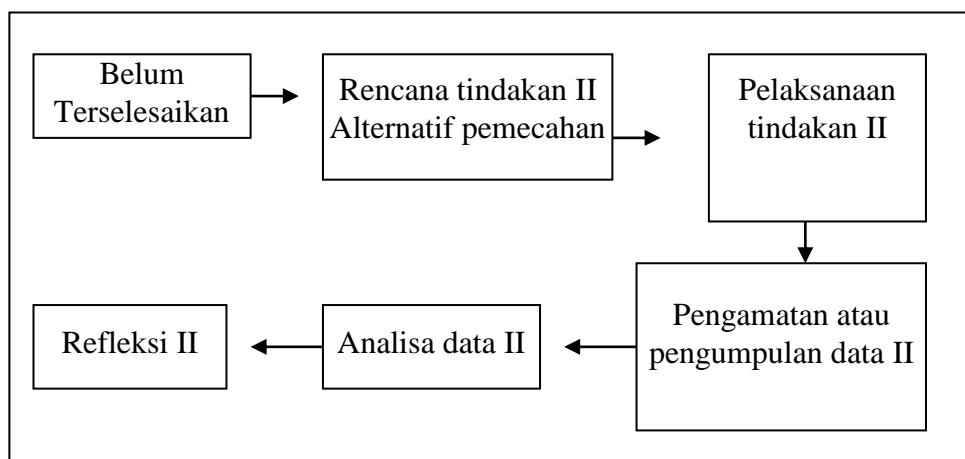 Belum
Terselesaikan
Rencana tindakan II
Alternatif pemecahan
Pelaksanaan
tindakan II
Pengamatan atau
pengumpulan data II
Analisa data II
Refleksi II